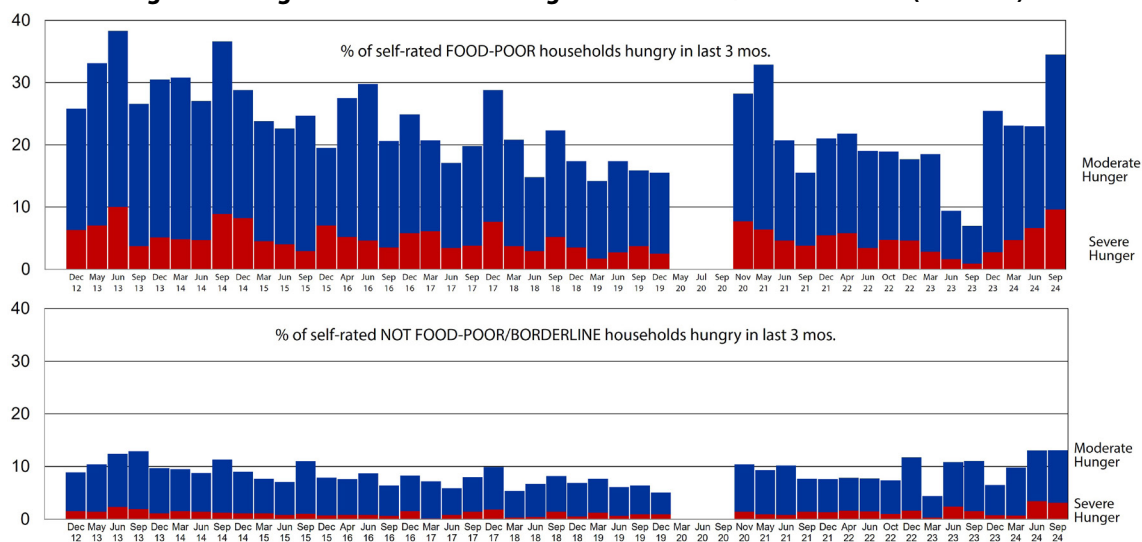 40
% of self-rated FOOD-POOR households hungry in last 3 mos.
30
20
Moderate
Hunger
10
Severe
Hunger
0
Dec May Jun Sep Dec Mar Jun Sep Dec Mar Jun Sep Dec Apr Jun Sep Dec Mar Jun Sep Dec Mar Jun Sep Dec Mar Jun Sep Dec May Jul Sep Nov May Jun Sep Dec Apr Jun Oct Dec Mar Jun Sep Dec Mar Jun Sep
12 13 13 13 13 14 14 14 14 15 15 15 15 16 16 16 16 17 17 17 17 18 18 18 18 19 19 19 19 20 20 20 20 21 21 21 21 22 22 22 22 23 23 23 23 24 24 24
40
% of self-rated NOT FOOD-POOR/BORDERLINE households hungry in last 3 mos.
30
20
Moderate
Hunger
10
Severe
Hunger
0
Dec May Jun Sep Dec Mar Jun Sep Dec Mar Jun Sep Dec Apr Jun Sep Dec Mar Jun Sep Dec Mar Jun Sep Dec Mar Jun Sep Dec Mar Jun Sep Nov May Jun Sep Dec Apr Jun Oct Dec Mar Jun Sep Dec Mar Jun Sep
12 13 13 13 13 14 14 14 14 15 15 15 15 16 16 16 16 17 17 17 17 18 18 18 18 19 19 19 19 20 20 20 20 21 21 21 21 22 22 22 22 23 23 23 23 24 24 24